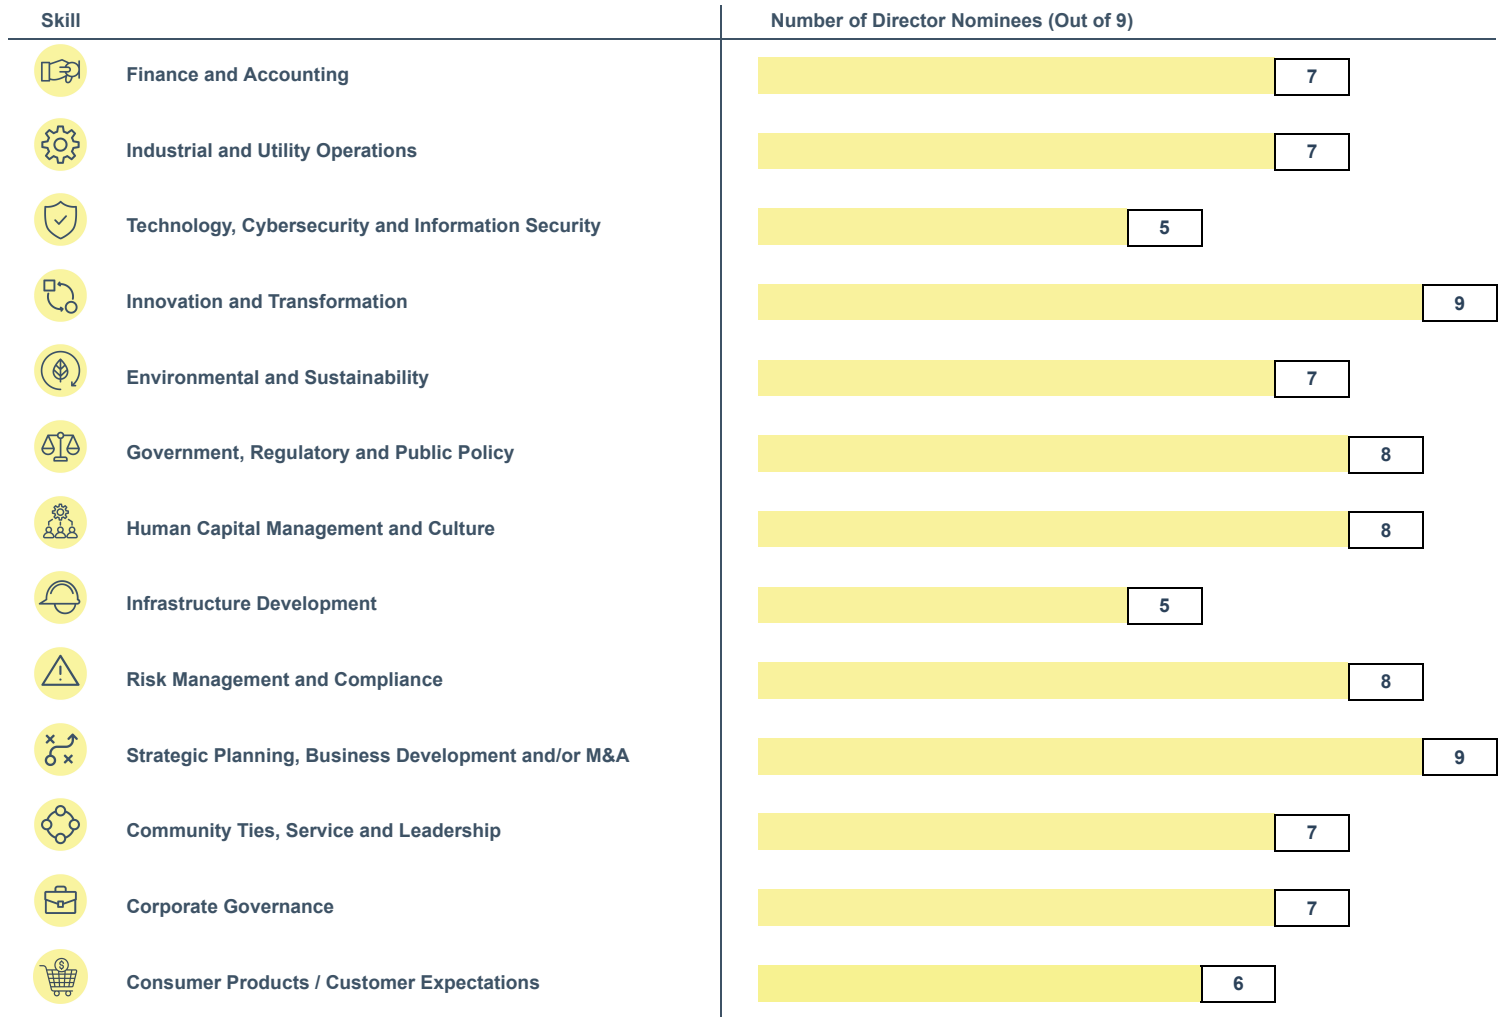 Skill Number of Director Nominees (Out of 9)
Finance and Accounting 7
Industrial and Utility Operations 7
Technology, Cybersecurity and Information Security 5
Innovation and Transformation 9
Environmental and Sustainability 7
Government, Regulatory and Public Policy 8
Human Capital Management and Culture 8
Infrastructure Development 5
Risk Management and Compliance 8
Strategic Planning, Business Development and/or M&A 9
Community Ties, Service and Leadership 7
Corporate Governance 7
Consumer Products / Customer Expectations 6